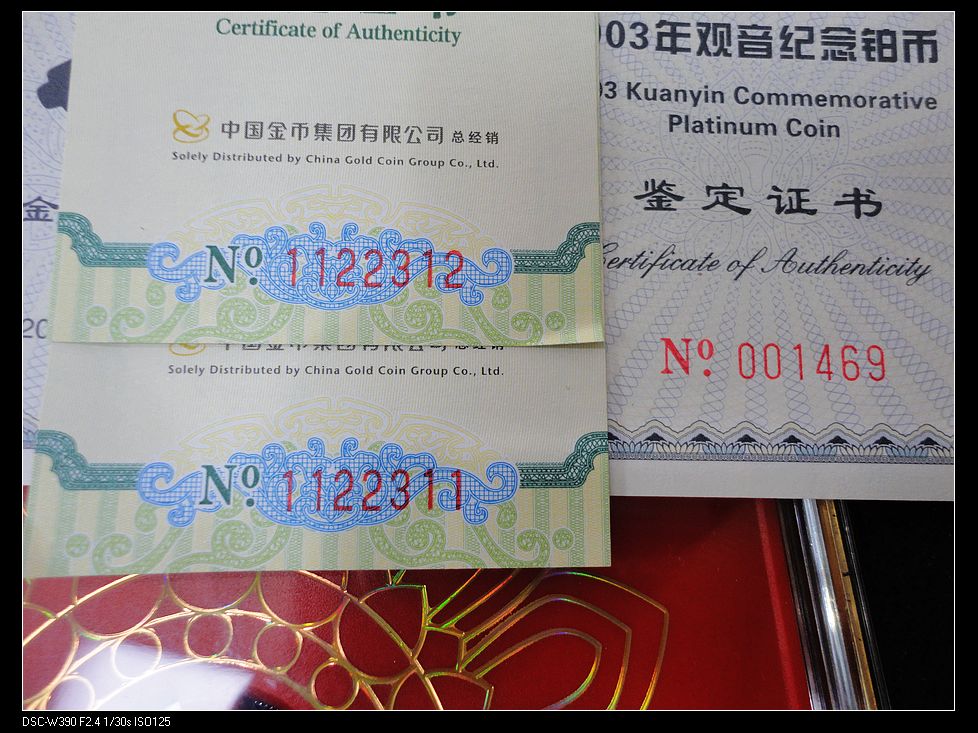 Certificate of Authenticity
中国金币集团有限公司 总经销
Solely Distributed by China Gold Coin Group Co., Ltd.
Nº. 1122312
Solely Distributed by China Gold Coin Group Co., Ltd.
Nº. 1122311
03年观音纪念铂币
03 Kuanyin Commemorative
Platinum Coin
鉴定证书
Certificate of Authenticity
Nº. 001469
金
20
DSC-W390 F2.4 1/30s ISO125